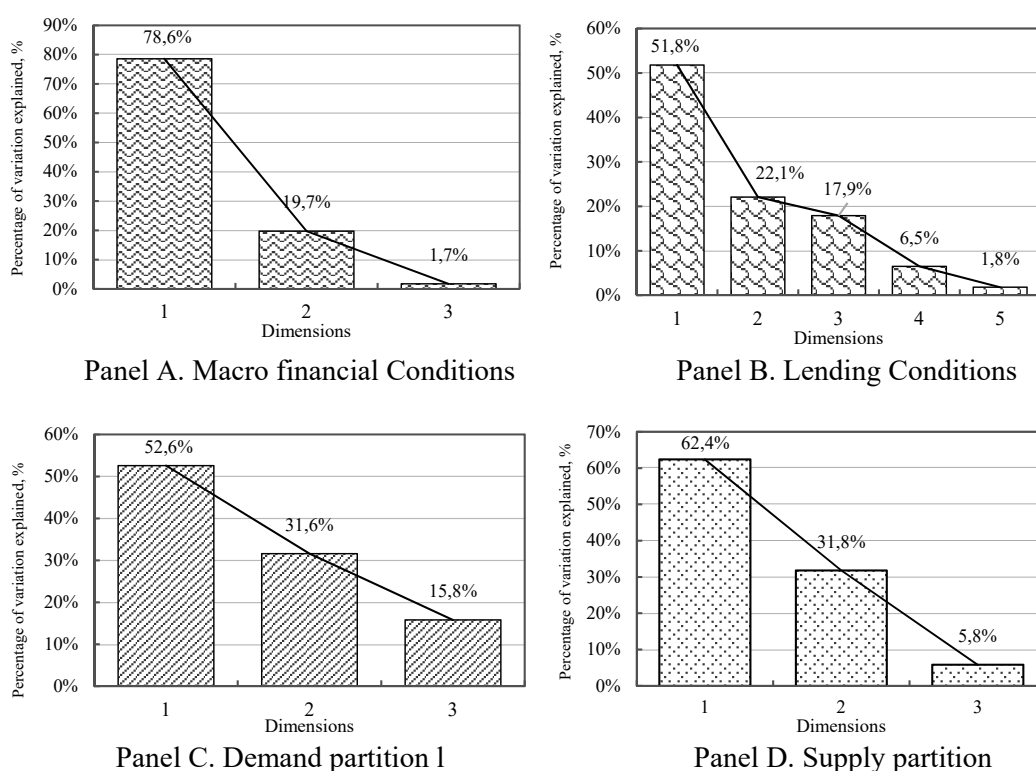 Percentage of variation explained, %
90%
80%
70%
60%
50%
40%
30%
20%
10%
0%
78,6%
19,7%
1,7%
1 2 3
Dimensions
Panel A. Macro financial Conditions
Percentage of variation explained, %
60%
50%
40%
30%
20%
10%
0%
51,8%
22,1%
17,9%
6,5%
1,8%
1 2 3 4 5
Dimensions
Panel B. Lending Conditions
Percentage of variation explained, %
60%
50%
40%
30%
20%
10%
0%
52,6%
31,6%
15,8%
1 2 3
Dimensions
Panel C. Demand partition l
Percentage of variation explained, %
70%
60%
50%
40%
30%
20%
10%
0%
62,4%
31,8%
5,8%
1 2 3
Dimensions
Panel D. Supply partition